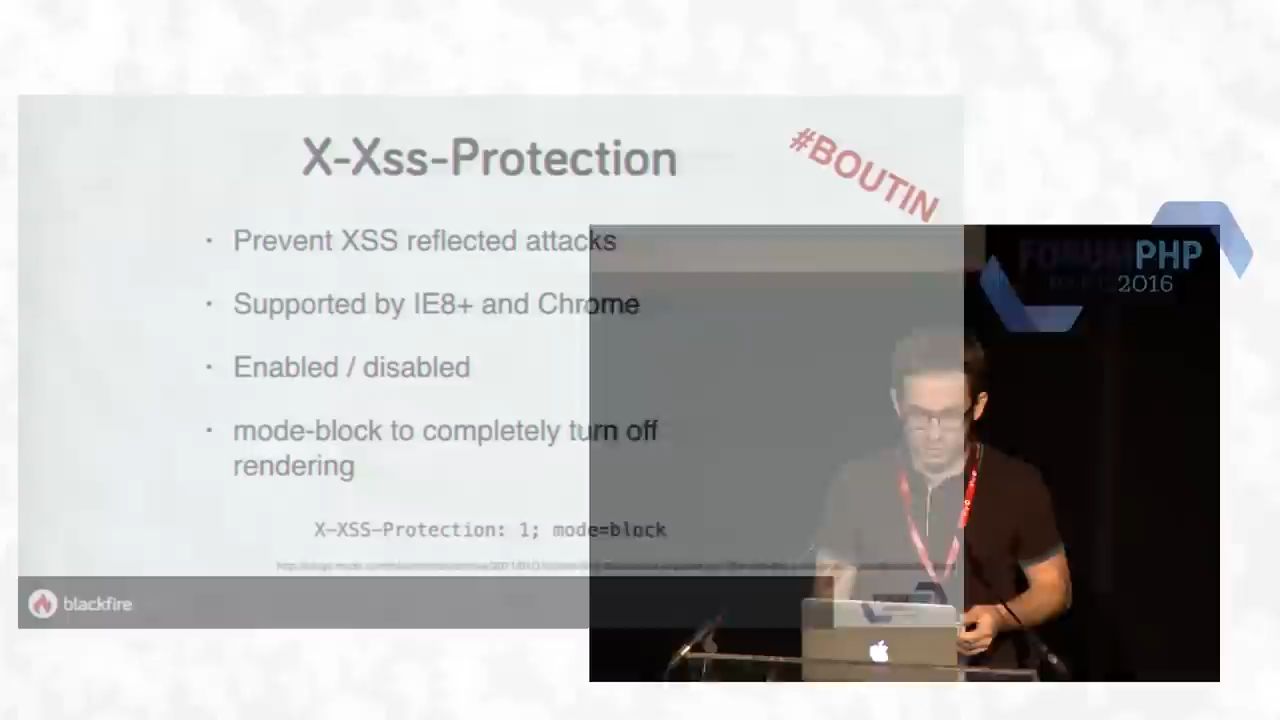 X-Xss-Protection
#BOUTIN
· Prevent XSS reflected attacks
· Supported by IE8+ and Chrome
· Enabled / disabled
· mode-block to completely turn off
rendering
X-XSS-Protection: 1; mode=block
blackfire
FORUMPHP
2016